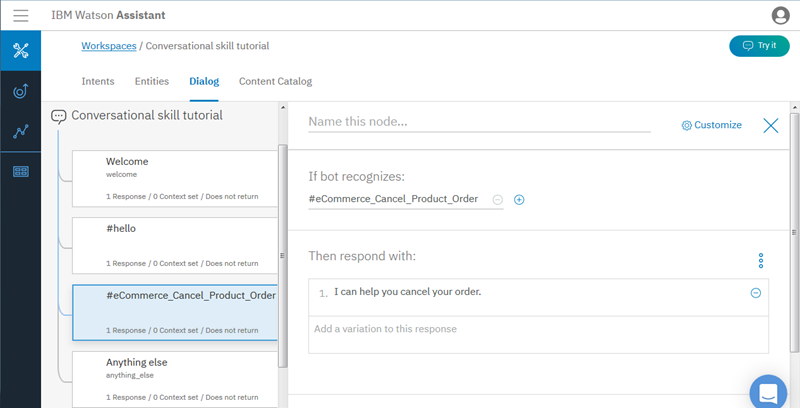 IBM Watson Assistant
Workspaces / Conversational skill tutorial
Try it
Intents Entities Dialog Content Catalog
Conversational skill tutorial
Welcome
welcome
1 Response / 0 Context set / Does not return
#hello
1 Response / 0 Context set / Does not return
#eCommerce_Cancel_Product_Order
1 Response / 0 Context set / Does not return
Anything else
anything_else
1 Response / 0 Context set / Does not return
Name this node...
Customize
If bot recognizes:
#eCommerce_Cancel_Product_Order
Then respond with:
1. I can help you cancel your order.
Add a variation to this response